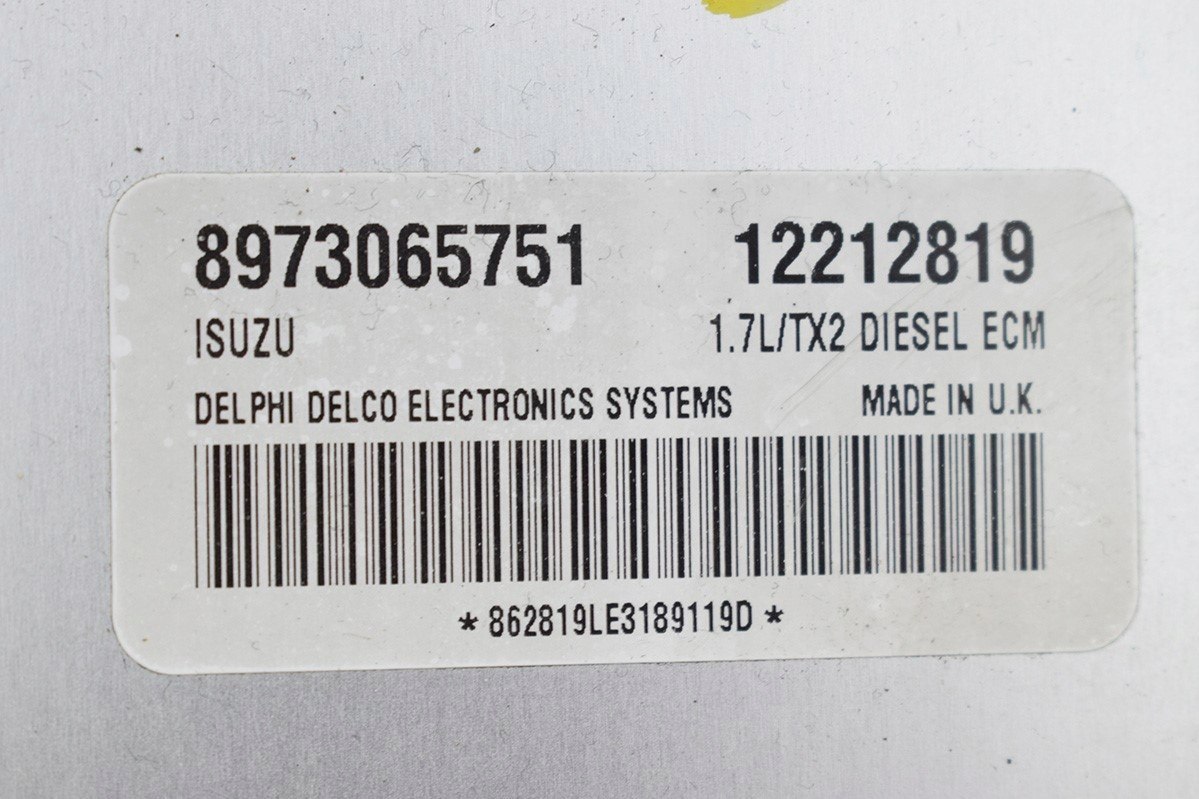 8973065751 12212819
ISUZU 1.7L/TX2 DIESEL ECM
DELPHI DELCO ELECTRONICS SYSTEMS MADE IN U.K.
* 862819LE3189119D *